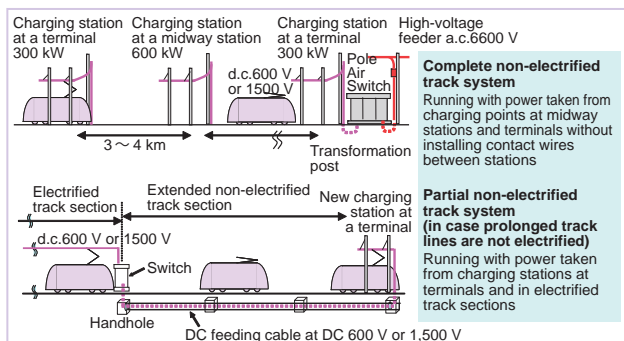 Charging station
at a terminal
300 kW
Charging station
at a midway station
600 kW
Charging station
at a terminal
300 kW
High-voltage
feeder a.c.6600 V
d.c.600 V
or 1500 V
Pole
Air
Switch
3 ～ 4 km
Transformation
post
Complete non-electrified
track system
Running with power taken from
charging points at midway
stations and terminals without
installing contact wires
between stations
Electrified
track section
Extended non-electrified
track section
New charging
station at
a terminal
d.c.600 V or 1500 V
Switch
Handhole
DC feeding cable at DC 600 V or 1,500 V
Partial non-electrified
track system
(in case prolonged track
lines are not electrified)
Running with power taken
from charging stations at
terminals and in electrified
track sections